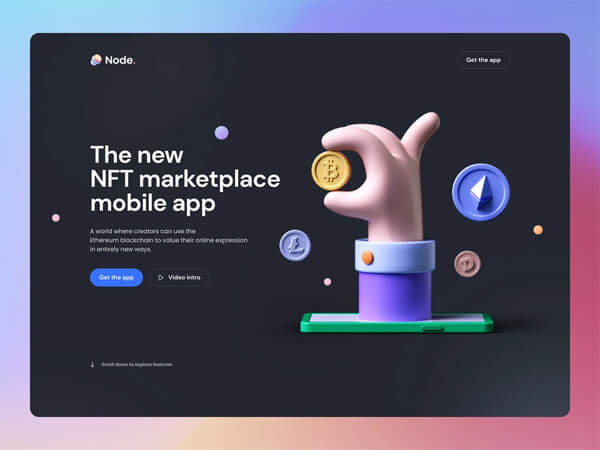 Node.
Get the app
The new
NFT marketplace
mobile app
A world where creators can use the
Ethereum blockchain to value their online expression
in entirely new ways.
Get the app
Video intro
Scroll down to explore features